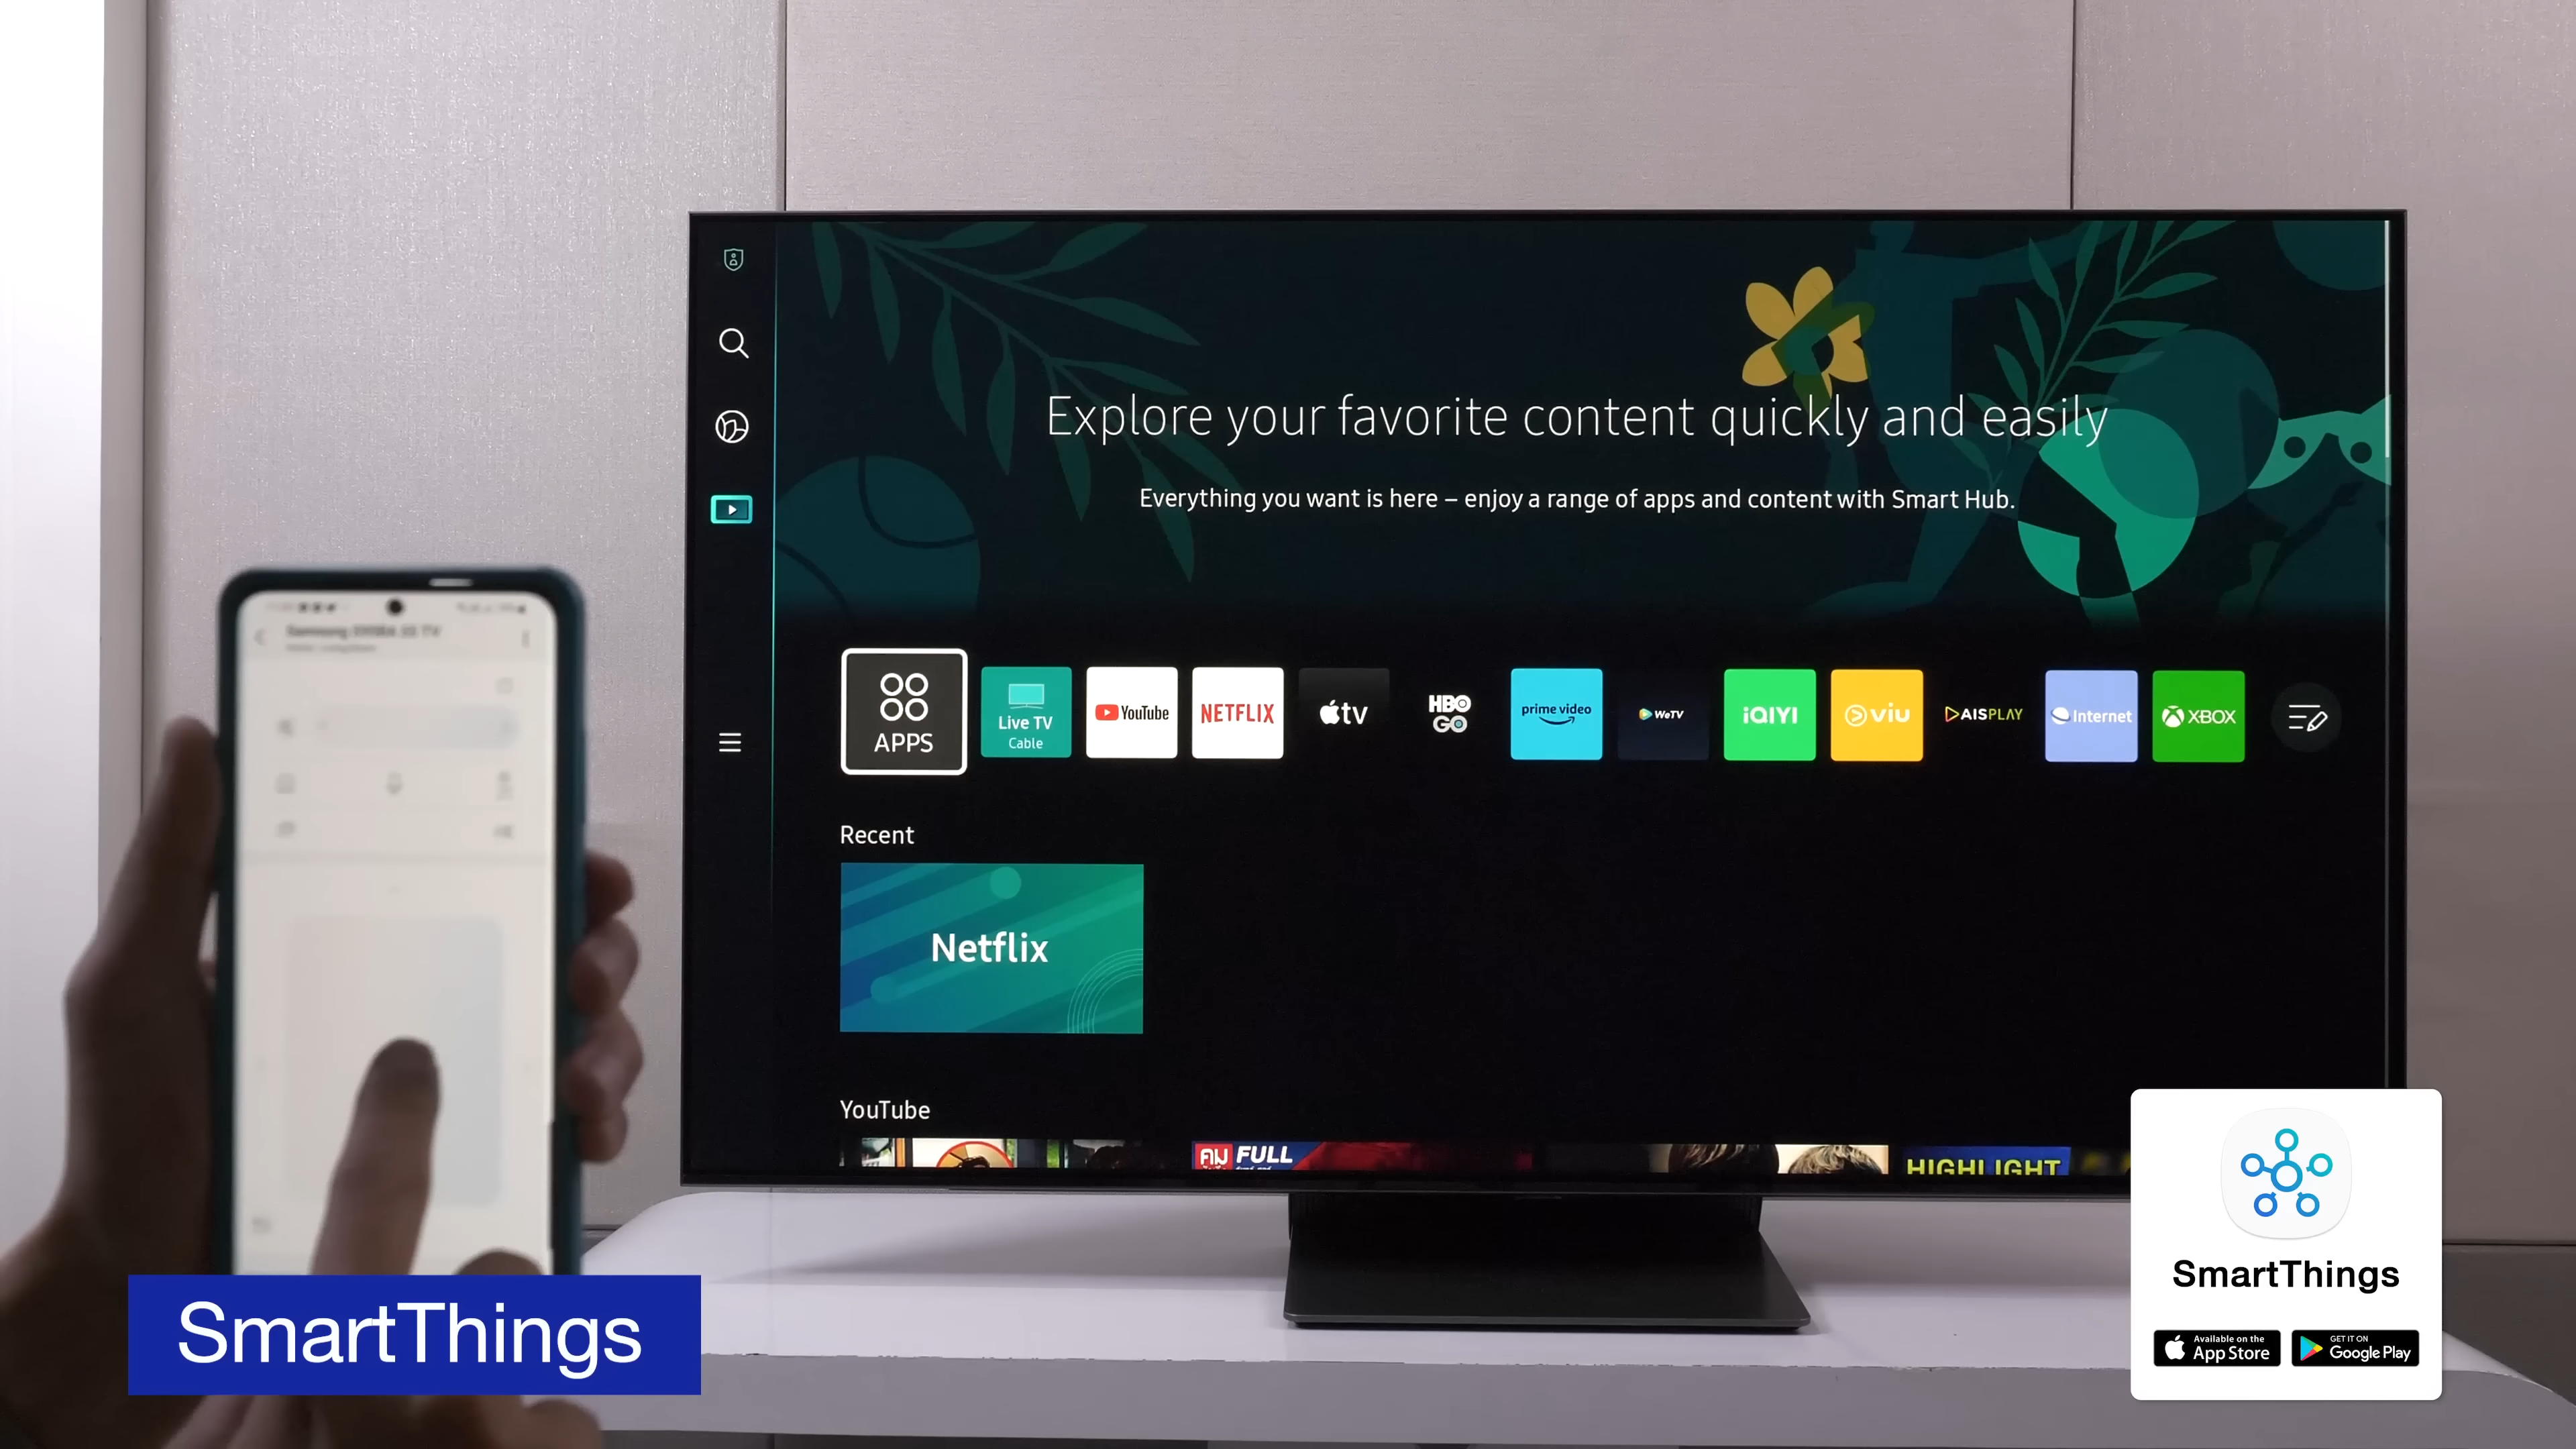 Explore your favorite content quickly and easily
Everything you want is here – enjoy a range of apps and content with Smart Hub.
APPS
Live TV
Cable
YouTube
NETFLIX
tv
HBO
GO
prime video
WeTV
iQIYI
viu
AISPLAY
Internet
XBOX
Recent
Netflix
YouTube
FULL
HIGHLIGHT
SmartThings
SmartThings
Available on the
App Store
GET IT ON
Google Play